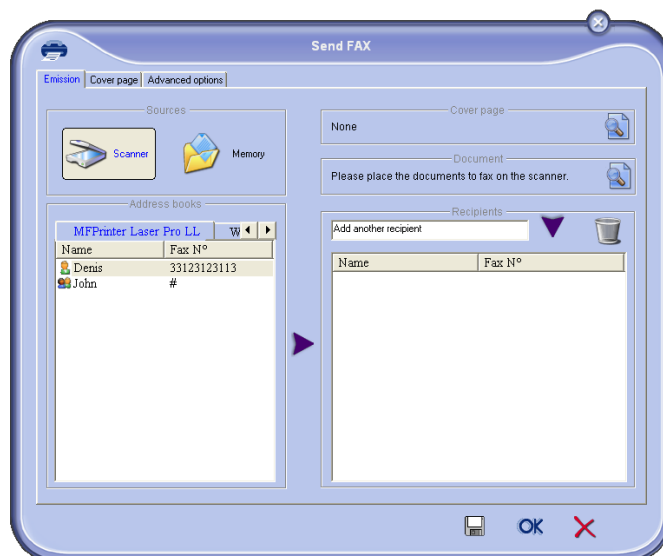 Send FAX
Emission Cover page Advanced options
Sources
Scanner Memory
Cover page
None
Document
Please place the documents to fax on the scanner.
Address books
MFPrinter Laser Pro LL W
Name Fax N°
Denis 33123123113
John #
Recipients
Add another recipient
Name Fax N°
OK